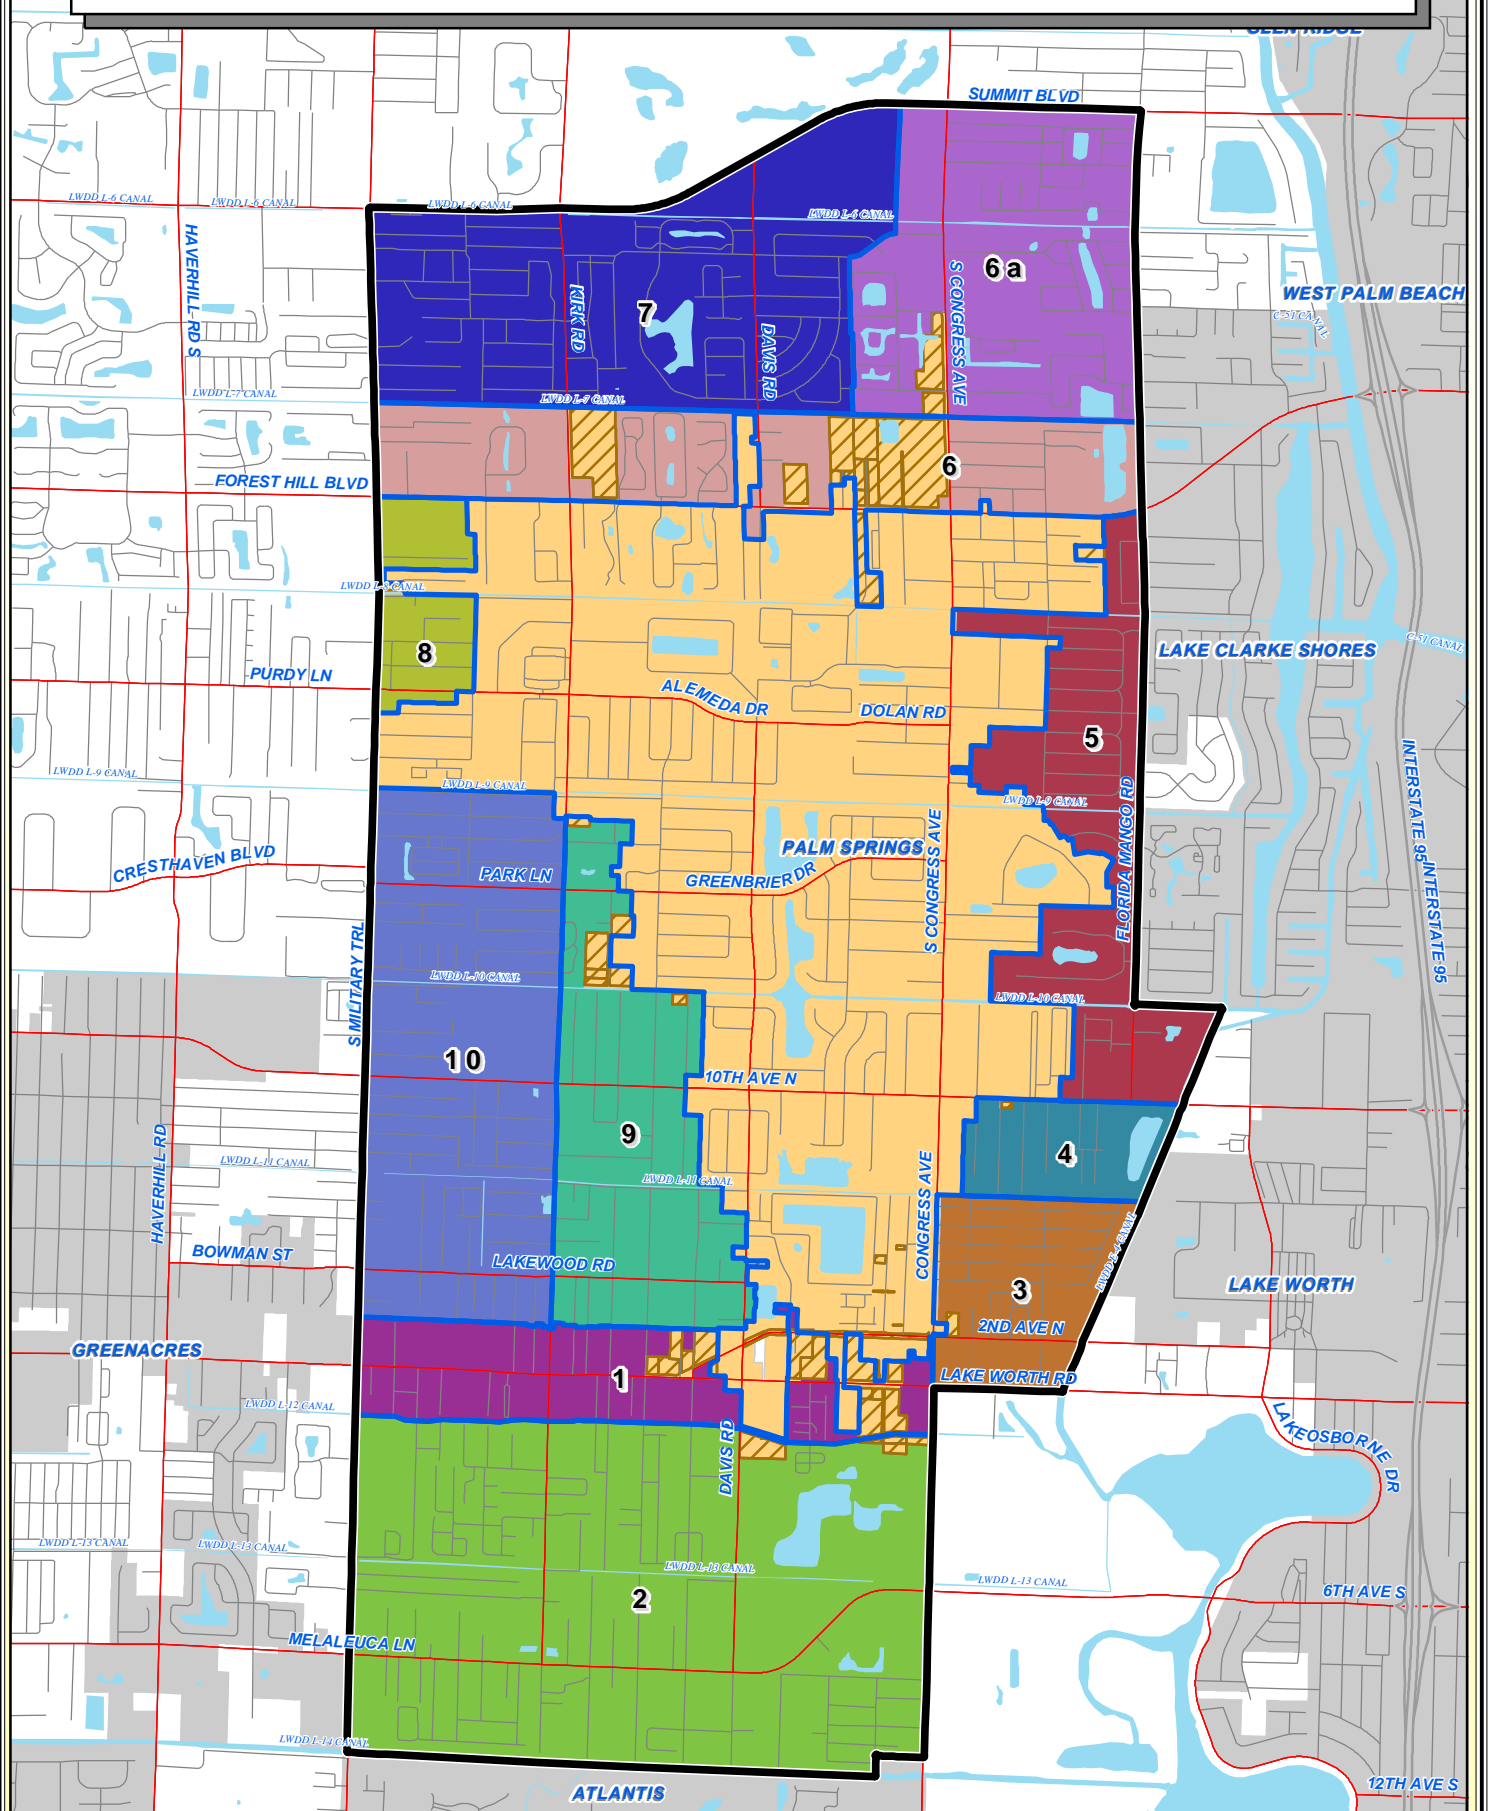 GLEN RIDGE
SUMMIT BLVD
LWDD L-6 CANAL
LWDD L-6 CANAL
LWDD L-6 CANAL
LWDD L-6 CANAL
HAVERHILL RD S
KIRK RD
7
DAVIS RD
S CONGRESS AVE
6a
WEST PALM BEACH
C-51 CANAL
LWDD L-7 CANAL
LWDD L-7 CANAL
FOREST HILL BLVD
6
LWDD L-8 CANAL
8
PURDY LN
ALEMEDA DR
DOLAN RD
5
LAKE CLARKE SHORES
C-51 CANAL
LWDD L-9 CANAL
LWDD L-9 CANAL
LWDD L-9 CANAL
INTERSTATE 95
INTERSTATE 95
CRESTHAVEN BLVD
PARK LN
PALM SPRINGS
GREENBRIER DR
S CONGRESS AVE
FLORIDA MANGO RD
S MILITARY TRL
LWDD L-10 CANAL
LWDD L-10 CANAL
10
10TH AVE N
9
4
HAVERHILL RD
LWDD L-11 CANAL
LWDD L-11 CANAL
CONGRESS AVE
LWDD E-4 CANAL
BOWMAN ST
LAKEWOOD RD
3
LAKE WORTH
2ND AVE N
GREENACRES
1
LAKE WORTH RD
LWDD L-12 CANAL
DAVIS RD
LAKE OSBORNE DR
LWDD L-13 CANAL
LWDD L-13 CANAL
LWDD L-13 CANAL
LWDD L-13 CANAL
2
6TH AVE S
MELALEUCA LN
LWDD L-14 CANAL
ATLANTIS
12TH AVE S